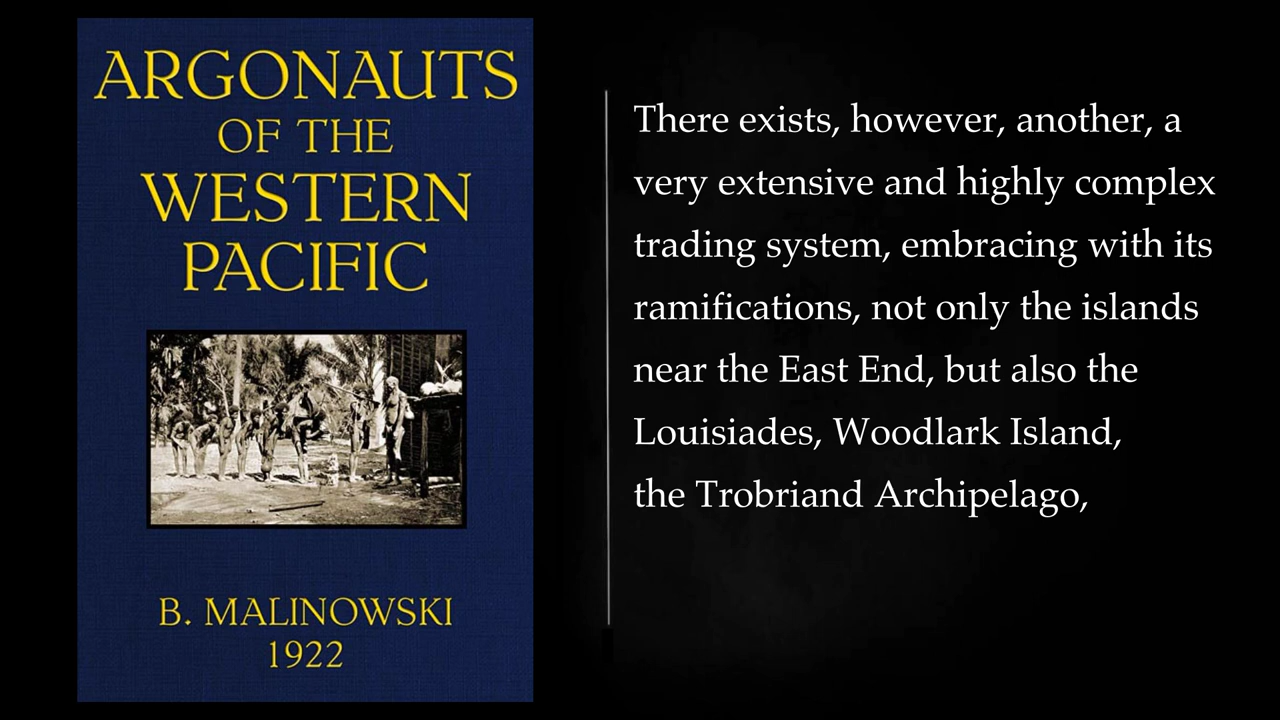 ARGONAUTS
OF THE
WESTERN
PACIFIC
B. MALINOWSKI
1922
There exists, however, another, a
very extensive and highly complex
trading system, embracing with its
ramifications, not only the islands
near the East End, but also the
Louisiades, Woodlark Island,
the Trobriand Archipelago,